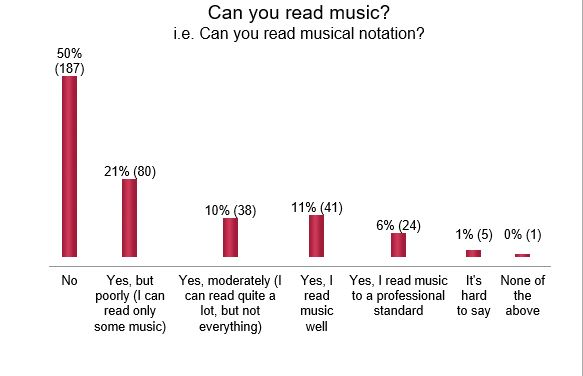 Can you read music?
i.e. Can you read musical notation?
50%
(187)
21% (80)
10% (38)
11% (41)
6% (24)
1% (5)
0% (1)
No
Yes, but
poorly (I can
read only
some music)
Yes, moderately (I
can read quite a
lot, but not
everything)
Yes, I
read
music
well
Yes, I read music
to a professional
standard
It's
hard
to say
None of
the
above